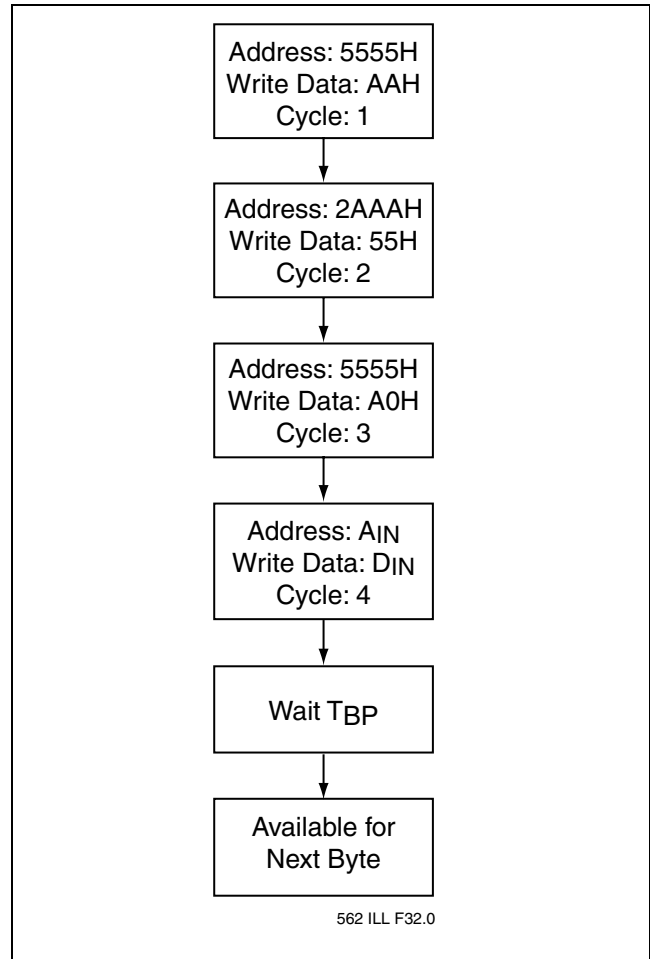 Address: 5555H
Write Data: AAH
Cycle: 1
Address: 2AAAH
Write Data: 55H
Cycle: 2
Address: 5555H
Write Data: A0H
Cycle: 3
Address: AIN
Write Data: DIN
Cycle: 4
Wait TBP
Available for
Next Byte
562 ILL F32.0